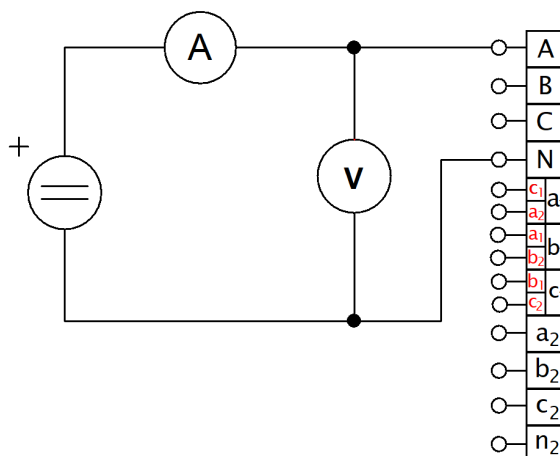 A
A
B
+
C
N
V
c₁
a
a₂
a₁
b
b₂
b₁
c
c₂
a₂
b₂
c₂
n₂